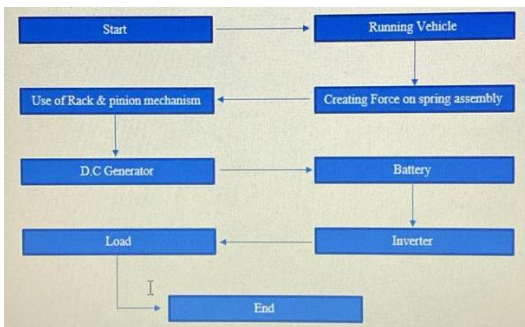 Start
Running Vehicle
Use of Rack & pinion mechanism
Creating Force on spring assembly
D.C Generator
Battery
Load
Inverter
End